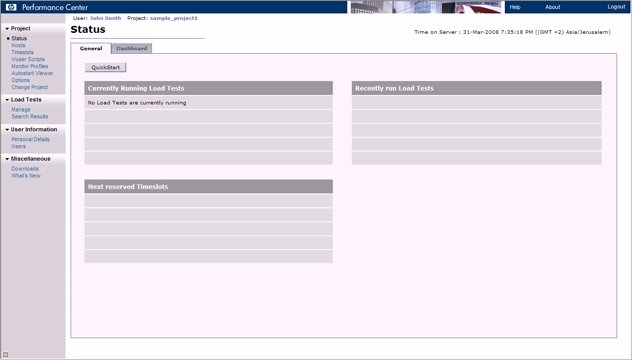 hp Performance Center
Help About Logout
User: John Smith Project: sample_project1
Status
Time on Server : 31-Mar-2008 7:35:18 PM ((GMT +2) Asia/Jerusalem)
Project
Status
Hosts
Timeslots
Vuser Scripts
Monitor Profiles
Autostart Viewer
Options
Change Project
Load Tests
Manage
Search Results
User Information
Personal Details
Users
Miscellaneous
Downloads
What's New
General Dashboard
QuickStart
Currently Running Load Tests
No Load Tests are currently running
Recently run Load Tests
Next reserved Timeslots